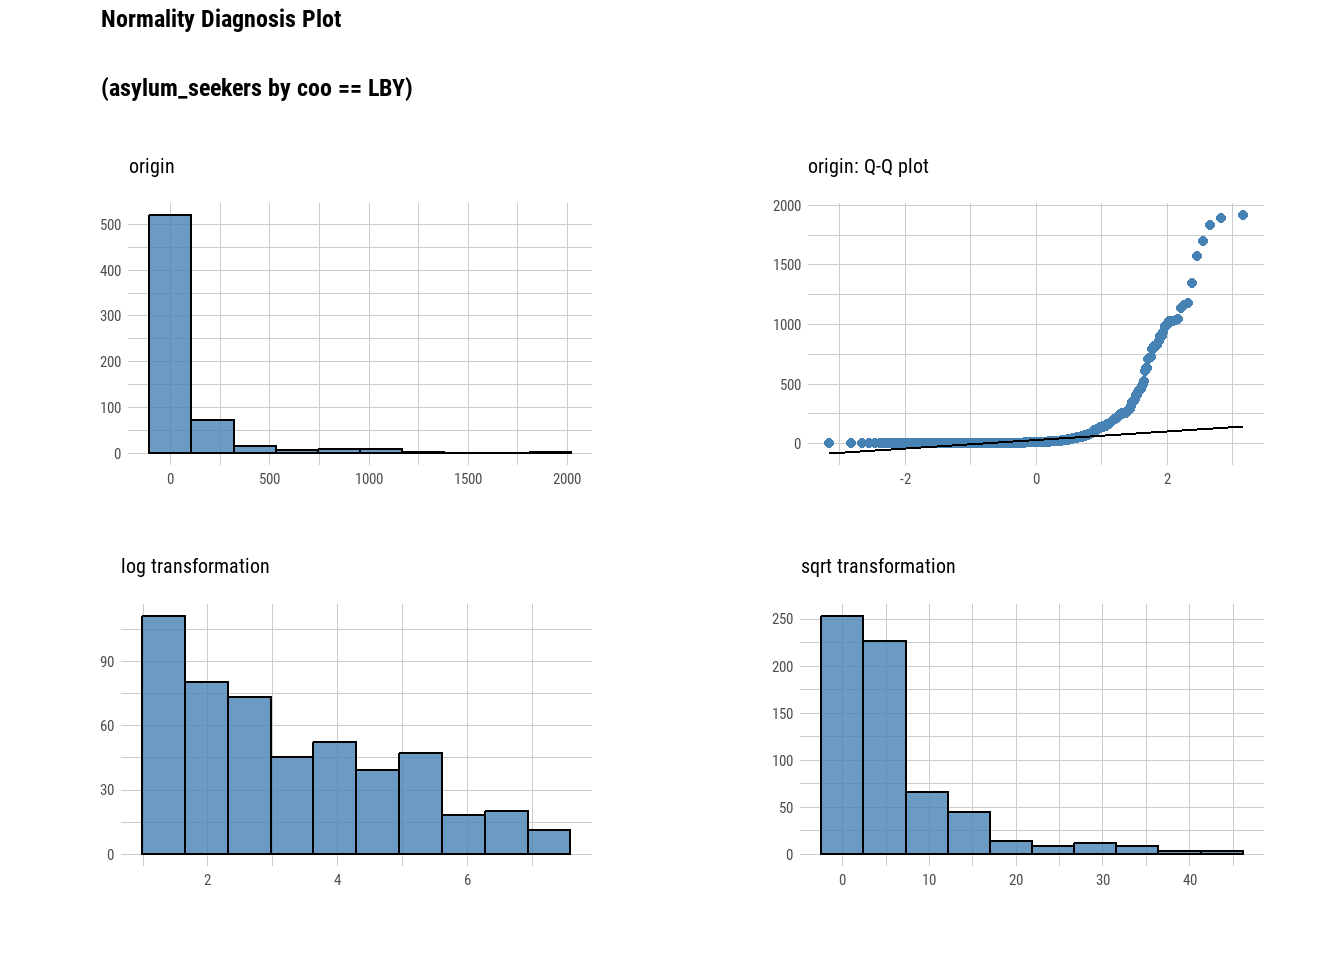 Normality Diagnosis Plot
(asylum_seekers by coo == LBY)
origin
500
400
300
200
100
0
0 500 1000 1500 2000
origin: Q-Q plot
2000
1500
1000
500
0
-2 0 2
log transformation
90
60
30
0
2 4 6
sqrt transformation
250
200
150
100
50
0
0 10 20 30 40